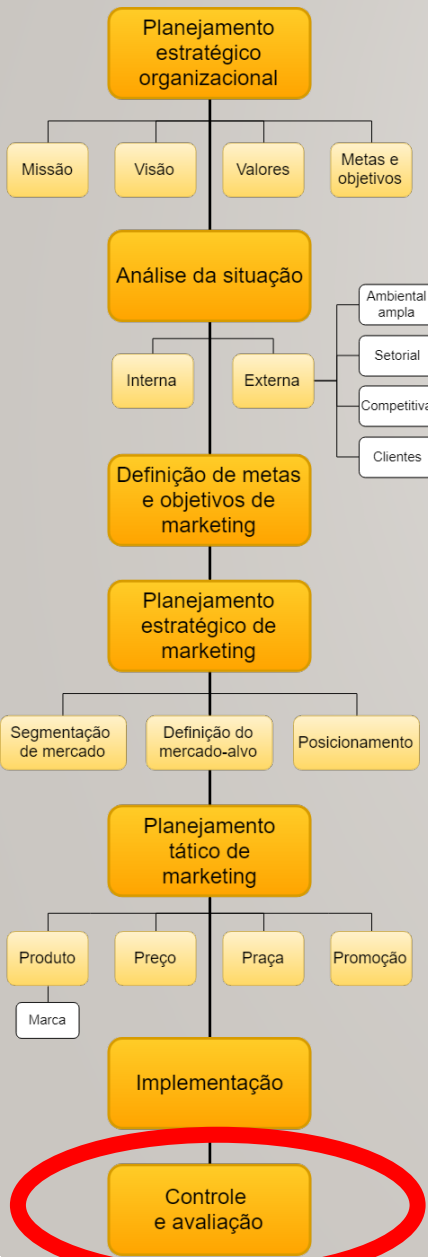 Planejamento
estratégico
organizacional
Missão
Visão
Valores
Metas e
objetivos
Análise da situação
Interna
Externa
Ambiental
ampla
Setorial
Competitiva
Clientes
Definição de metas
e objetivos de
marketing
Planejamento
estratégico de
marketing
Segmentação
de mercado
Definição do
mercado-alvo
Posicionamento
Planejamento
tático de
marketing
Produto
Preço
Praça
Promoção
Marca
Implementação
Controle
e avaliação